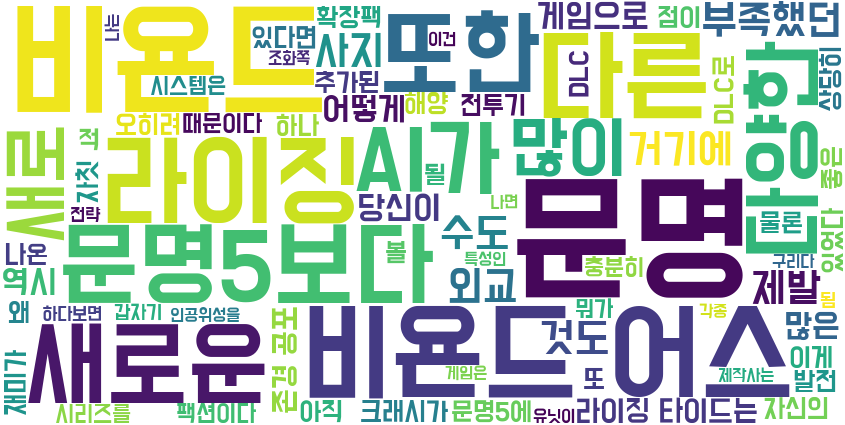 비욘드
또한
다른
다양한
새로
라이징
AI가
많이
거기에
문명
문명5보다
새로운
비욘드
어스
나는
확장팩
있다면
사지
이건
조화쪽
시스템은
추가된
게임으로
점이
부족했던
DLC
DLC로
상당히
어떻게
해양
전투기
오히려
때문이다
하나
적
자칫
전략
될
당신이
나면
볼
수도
특성인
외교
충분히
물론
좋은
있었다
구리다
제발
됨
나온
역시
왜
하다보면
갑자기
인공위성을
존경
공포
것도
뭐가
각종
많은
이게
재미가
또
게임은
제작사는
발전
시리즈를
팩션이다
아직
크래시가
문명5에
유닛이
라이징
타이드는
자신의